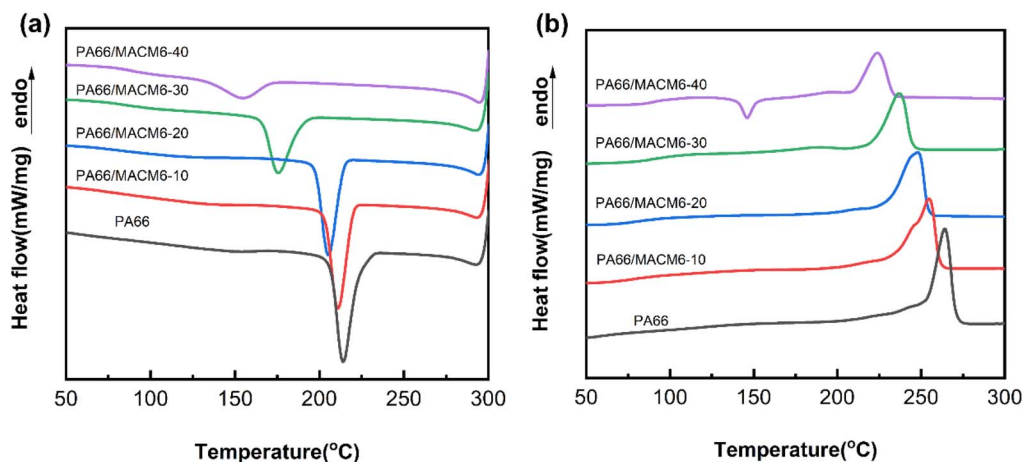 (a)
Heat flow(mW/mg) endo
PA66/MACM6-40
PA66/MACM6-30
PA66/MACM6-20
PA66/MACM6-10
PA66
50 100 150 200 250 300
Temperature(°C)
(b)
Heat flow(mW/mg) endo
PA66/MACM6-40
PA66/MACM6-30
PA66/MACM6-20
PA66/MACM6-10
PA66
50 100 150 200 250 300
Temperature(°C)